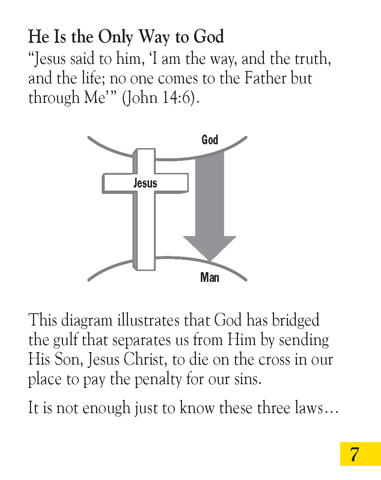 He Is the Only Way to God
“Jesus said to him, ‘I am the way, and the truth,
and the life; no one comes to the Father but
through Me’” (John 14:6).
God
Jesus
Man
This diagram illustrates that God has bridged
the gulf that separates us from Him by sending
His Son, Jesus Christ, to die on the cross in our
place to pay the penalty for our sins.
It is not enough just to know these three laws…
7